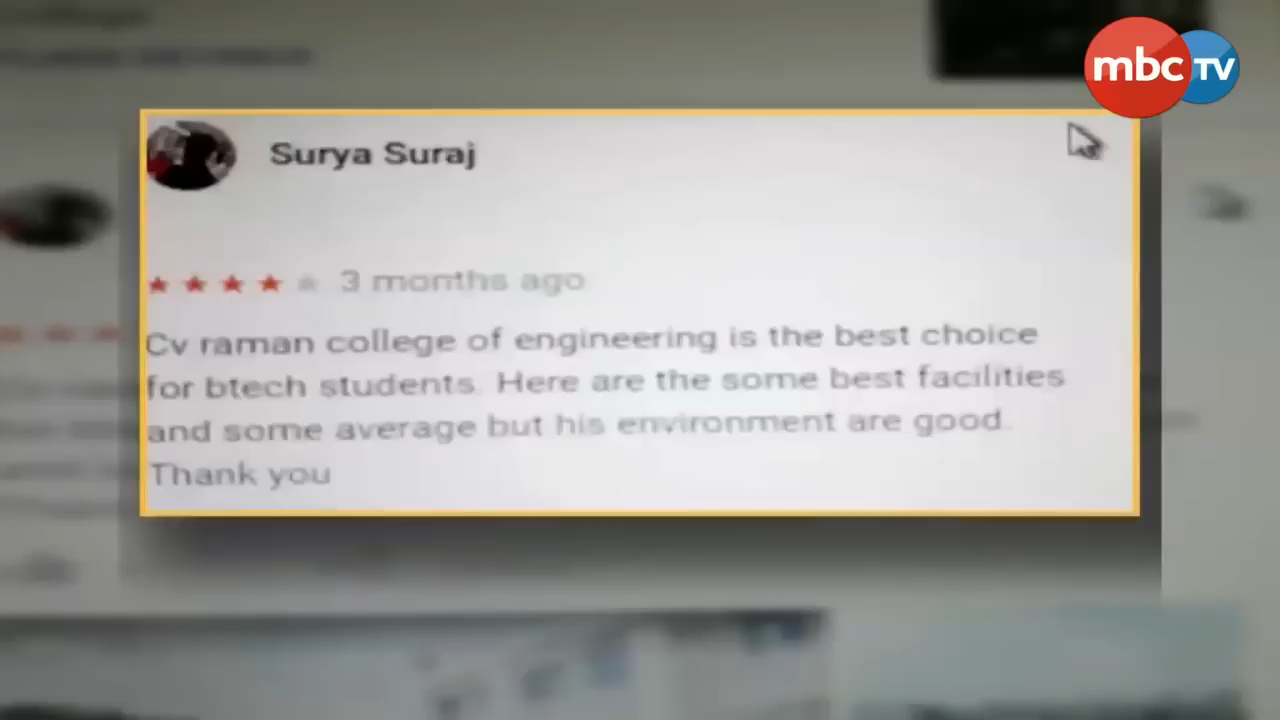 mbc TV
Surya Suraj
3 months ago
Cv raman college of engineering is the best choice
for btech students. Here are the some best facilities
and some average but his environment are good.
Thank you